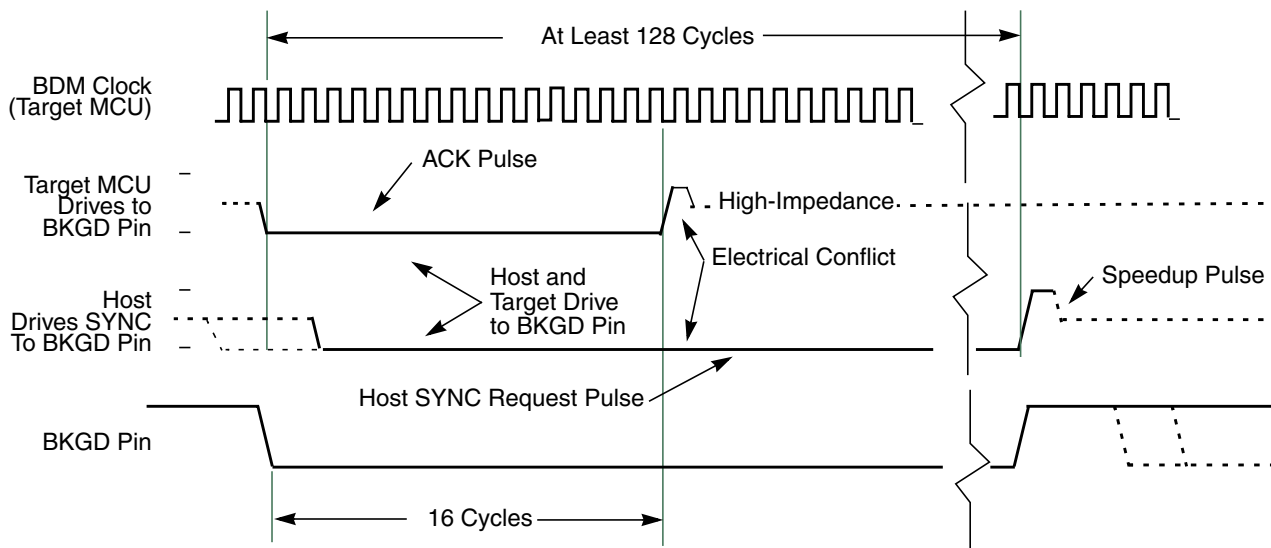 At Least 128 Cycles
BDM Clock
(Target MCU)
ACK Pulse
Target MCU
Drives to
BKGD Pin
High-Impedance
Electrical Conflict
Host and
Target Drive
to BKGD Pin
Speedup Pulse
Host
Drives SYNC
To BKGD Pin
Host SYNC Request Pulse
BKGD Pin
16 Cycles